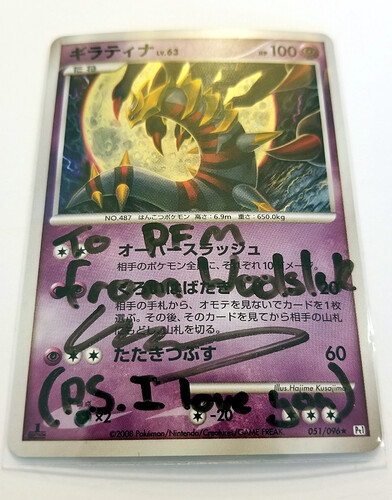 ギラティナ LV.63 HP 100
NO.487 はんこつポケモン 高さ:6.9m 重さ:650.0kg
To REM
オーバースラッシュ
相手のポケモン全員に、それぞれ10ダメージ。
from Wodstek
20
相手の手札から、オモテを見ないでカードを1枚
選ぶ。その後、そのカードを見てから相手の山札
にもどし、山札を切る。
たたきつぶす 60
(P.S. I love you)
×2 -20
illus.Hajime Kusajima
1
©2008 Pokémon/Nintendo/Creatures/GAME FREAK 051/096★ Pt1